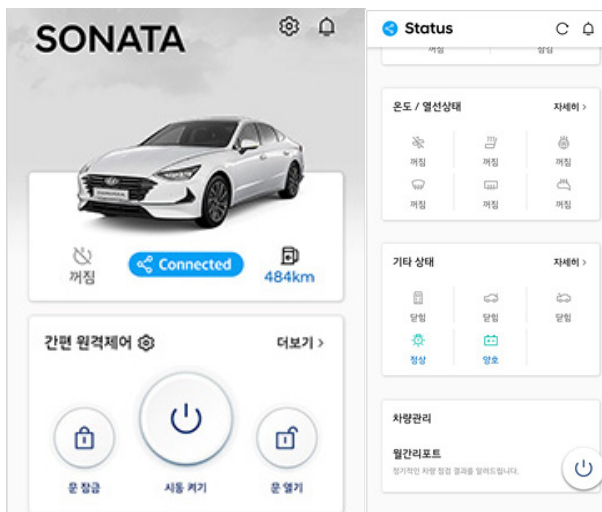 SONATA
꺼짐
Connected
484km
간편 원격제어
더보기 >
문 잠금
시동 켜기
문 열기
Status
온도 / 열선상태
자세히 >
꺼짐 꺼짐 꺼짐
꺼짐 꺼짐 꺼짐
기타 상태
자세히 >
닫힘 닫힘 닫힘
정상 양호
차량관리
월간리포트
정기적인 차량 점검 결과를 알려드립니다.